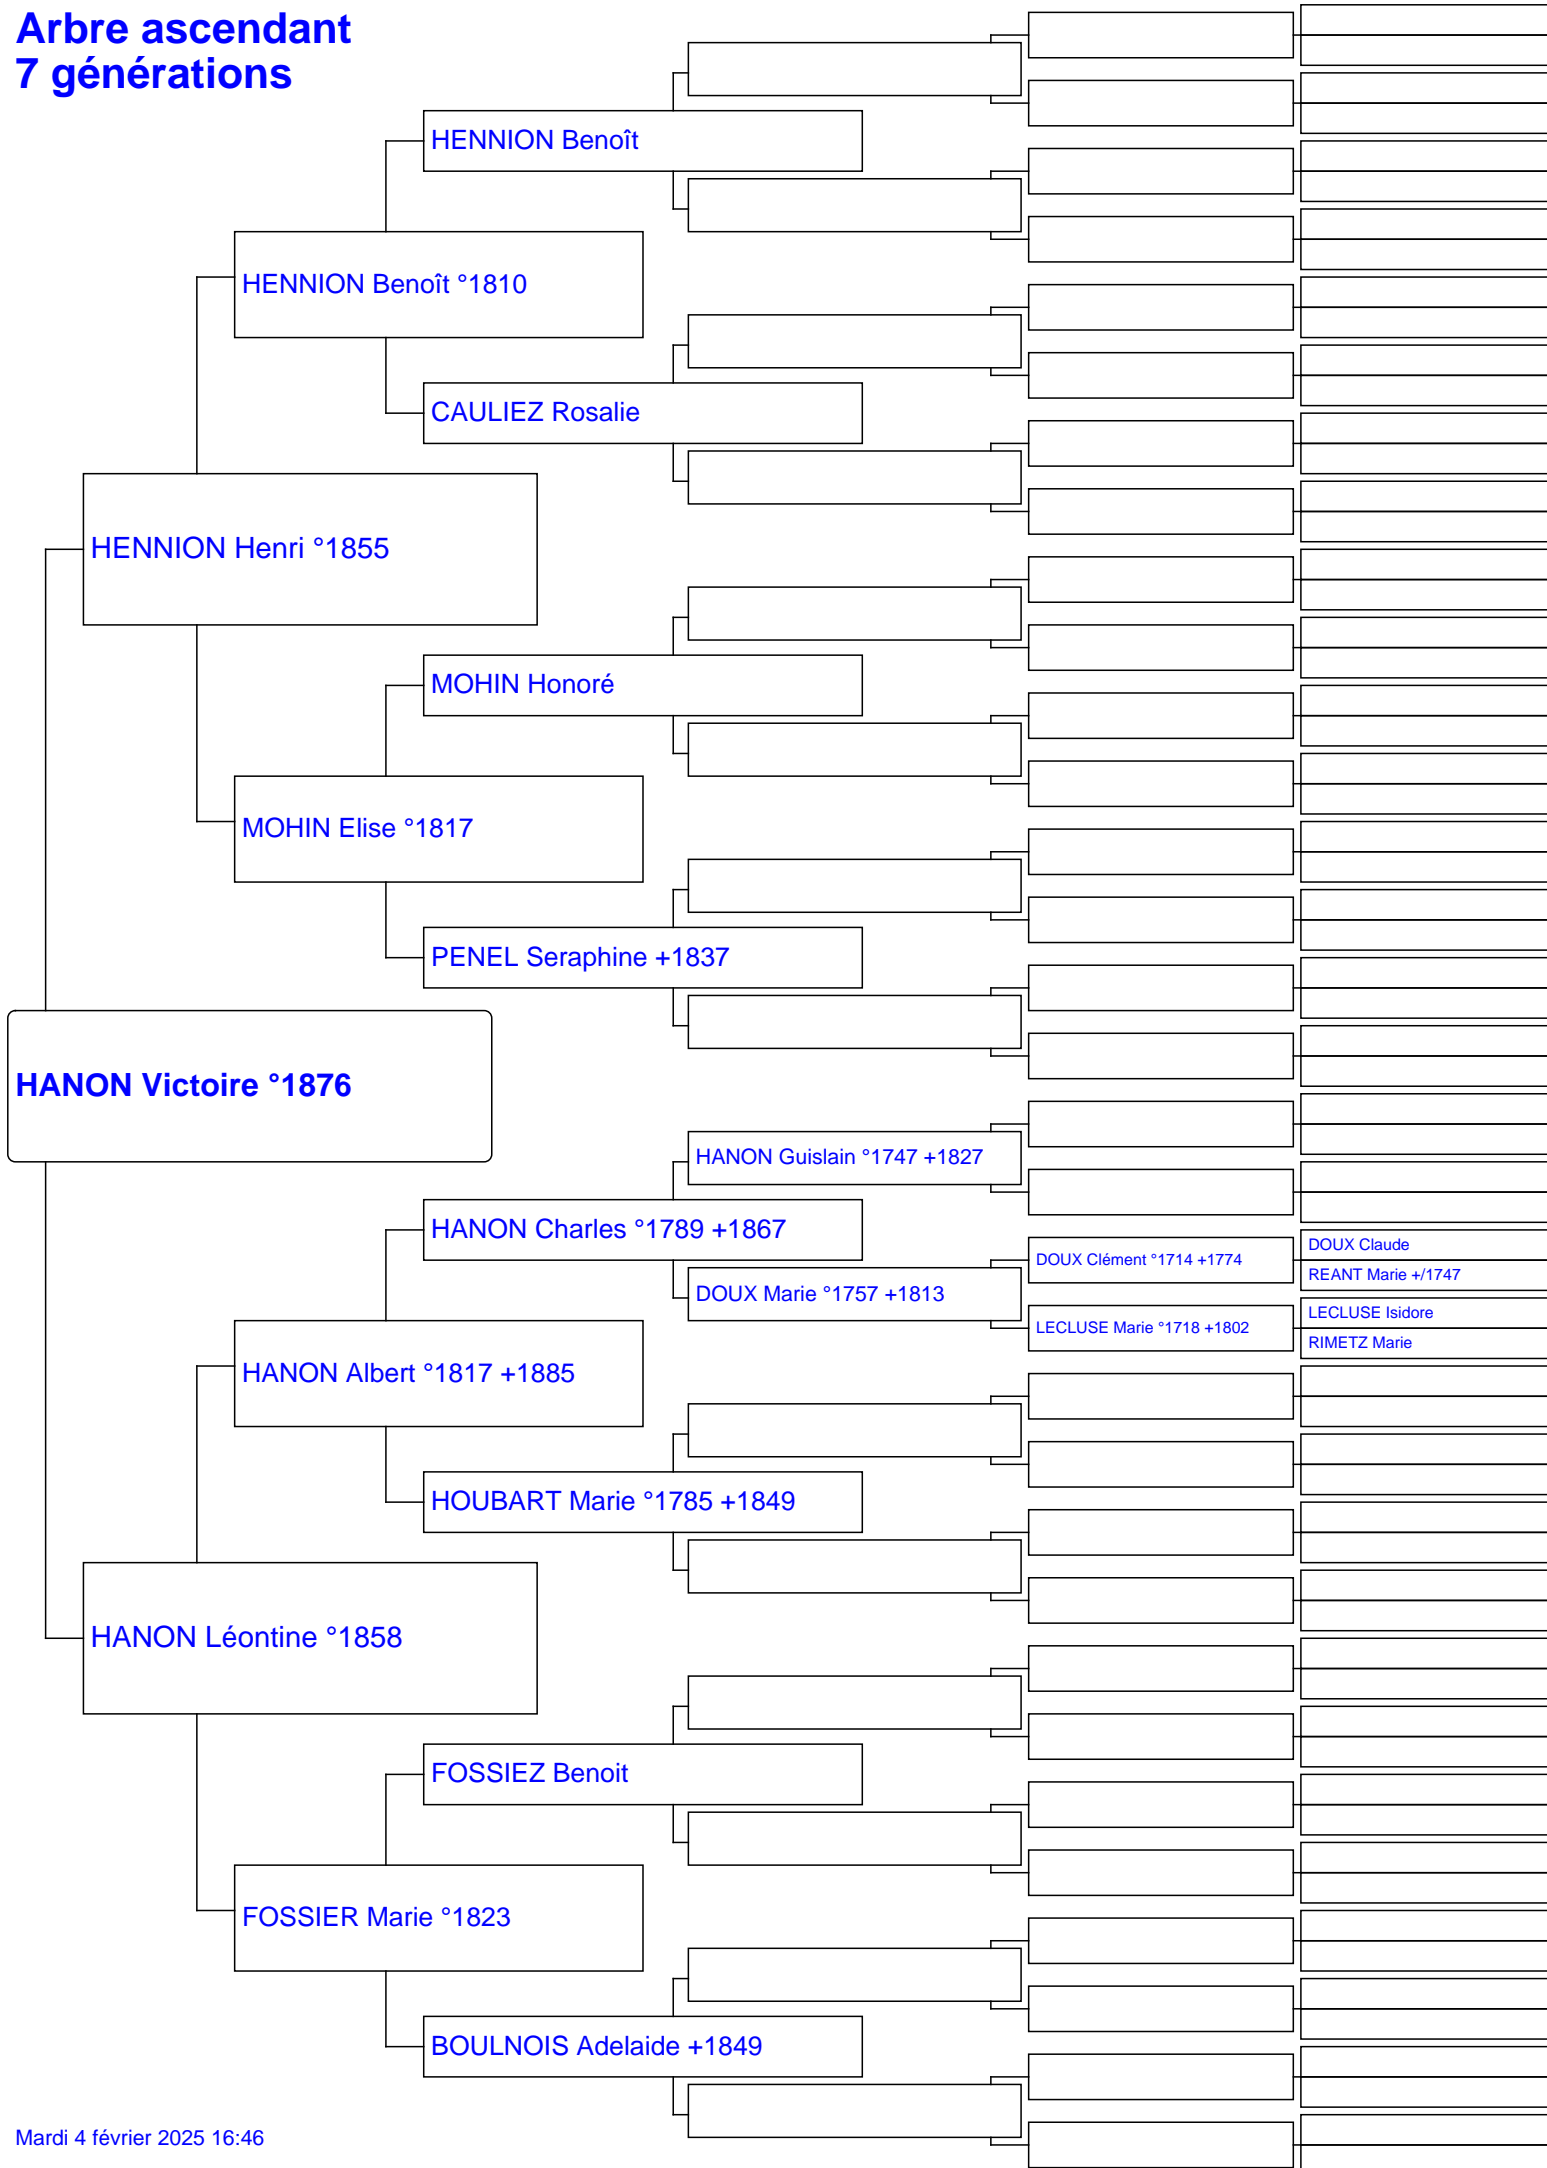 Arbre ascendant
7 générations
HENNION Benoît
HENNION Benoît °1810
CAULIEZ Rosalie
HENNION Henri °1855
MOHIN Honoré
MOHIN Elise °1817
PENEL Seraphine +1837
HANON Victoire °1876
HANON Guislain °1747 +1827
HANON Charles °1789 +1867
DOUX Claude
DOUX Clément °1714 +1774
REANT Marie +/1747
DOUX Marie °1757 +1813
LECLUSE Isidore
LECLUSE Marie °1718 +1802
RIMETZ Marie
HANON Albert °1817 +1885
HOUBART Marie °1785 +1849
HANON Léontine °1858
FOSSIEZ Benoit
FOSSIER Marie °1823
BOULNOIS Adelaide +1849
Mardi 4 février 2025 16:46